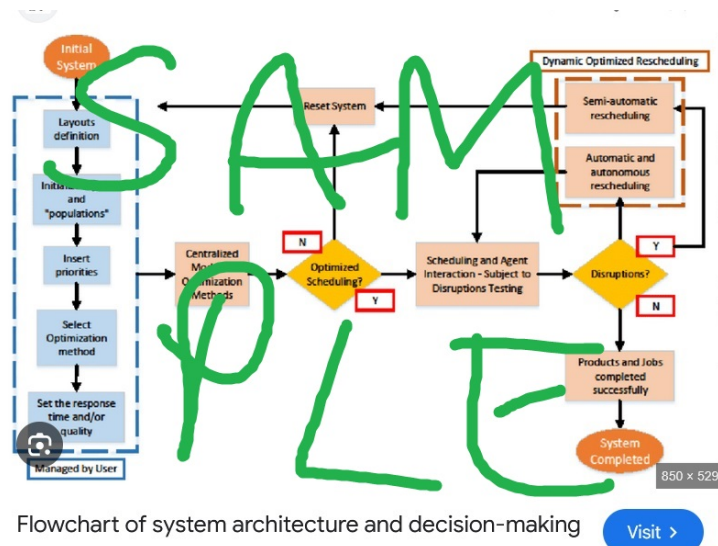 Initial
System
Dynamic Optimized Rescheduling
Layouts
definition
Reset System
Semi-automatic
rescheduling
and
"populations"
Automatic and
autonomous
rescheduling
Insert
priorities
N
Centralized
Optimization
Methods
Optimized
Scheduling?
Y
Scheduling and Agent
Interaction - Subject to
Disruptions Testing
Disruptions?
Y
N
Select
Optimization
method
Products and Jobs
completed
successfully
Set the response
time and/or
quality
System
Completed
Managed by User
SAM
PLE
850 × 529
Flowchart of system architecture and decision-making
Visit >